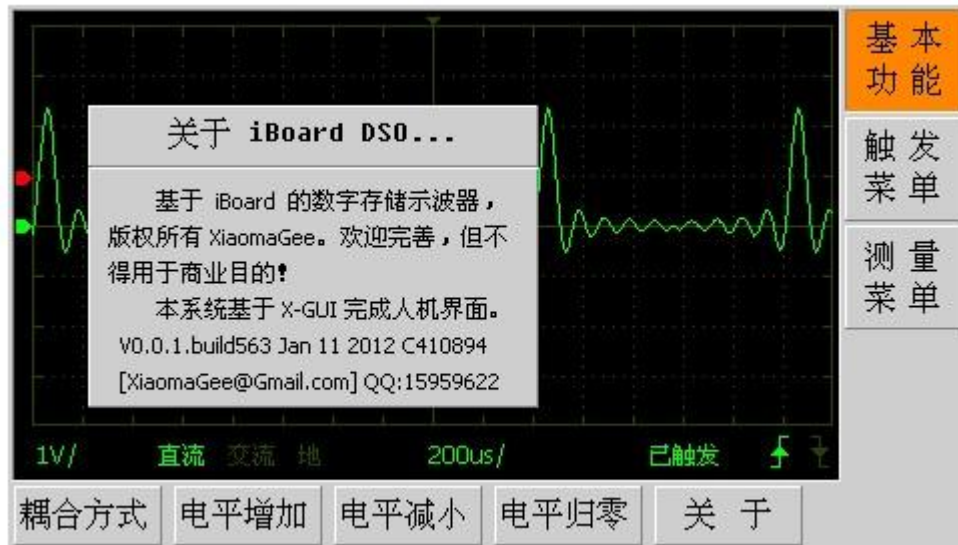 基 本
功 能
触 发
菜 单
测 量
菜 单
关于 iBoard DSO...
基于 iBoard 的数字存储示波器，
版权所有 XiaomaGee。欢迎完善，但不
得用于商业目的！
本系统基于 X-GUI 完成人机界面。
V0.0.1.build563 Jan 11 2012 C410894
[XiaomaGee@Gmail.com] QQ:15959622
1V/ 直流 交流 地 200us/ 已触发
耦合方式 电平增加 电平减小 电平归零 关 于